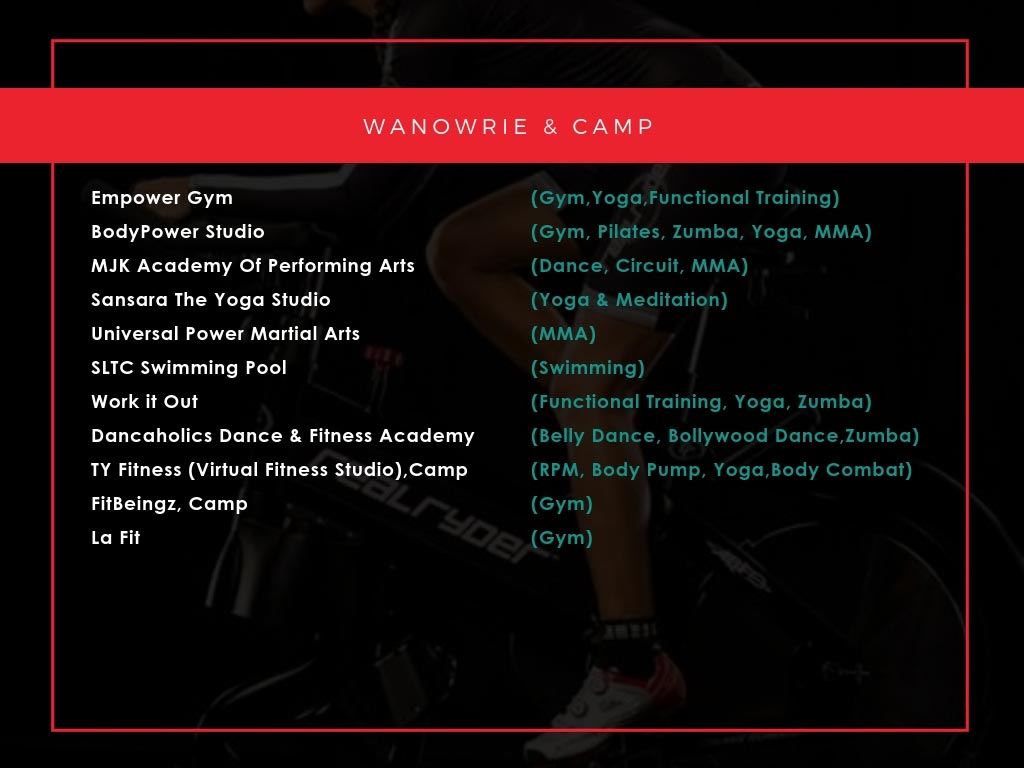 WANOWRIE & CAMP
Empower Gym (Gym,Yoga,Functional Training)
BodyPower Studio (Gym, Pilates, Zumba, Yoga, MMA)
MJK Academy Of Performing Arts (Dance, Circuit, MMA)
Sansara The Yoga Studio (Yoga & Meditation)
Universal Power Martial Arts (MMA)
SLTC Swimming Pool (Swimming)
Work it Out (Functional Training, Yoga, Zumba)
Dancaholics Dance & Fitness Academy (Belly Dance, Bollywood Dance,Zumba)
TY Fitness (Virtual Fitness Studio),Camp (RPM, Body Pump, Yoga,Body Combat)
FitBeingz, Camp (Gym)
La Fit (Gym)
realryder